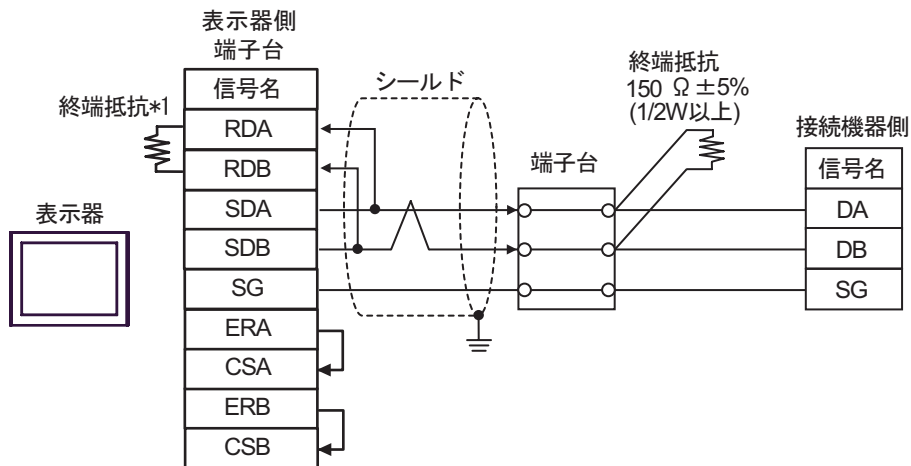 表示器側
端子台
信号名
終端抵抗*1
RDA
RDB
SDA
SDB
SG
ERA
CSA
ERB
CSB
表示器
シールド
端子台
終端抵抗
150 Ω ±5%
(1/2W以上)
接続機器側
信号名
DA
DB
SG